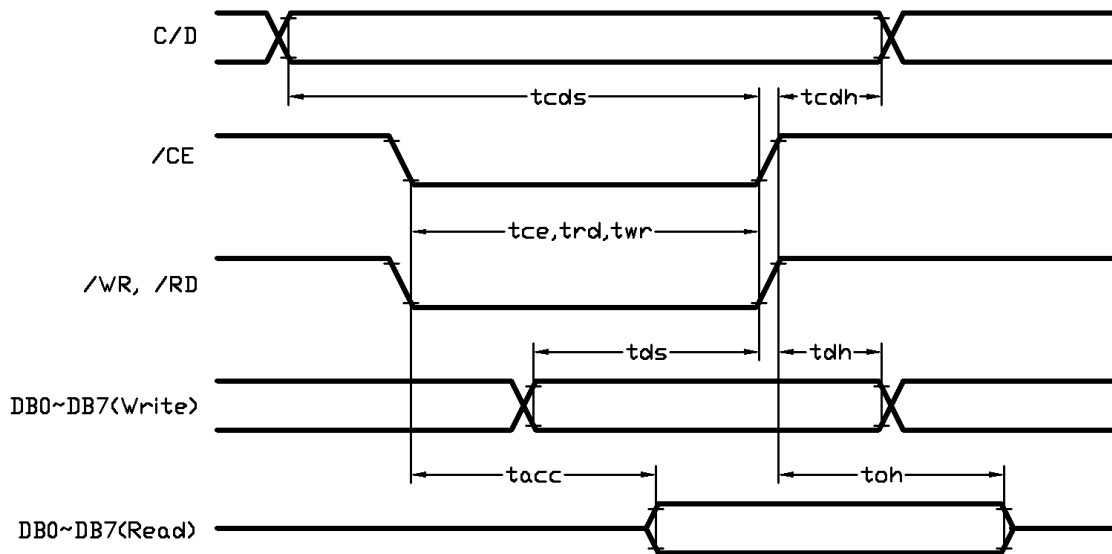 C/D
tcds
tcdh
/CE
tce,trd,twr
/WR, /RD
tds
tdh
DB0~DB7(Write)
tacc
toh
DB0~DB7(Read)